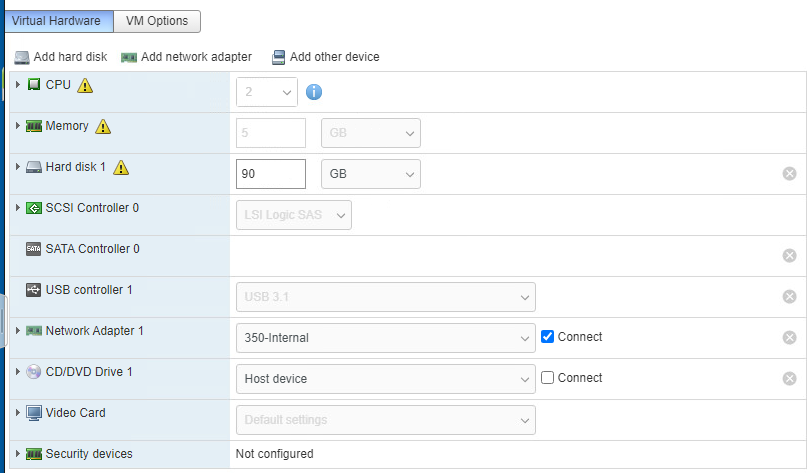 Virtual Hardware VM Options
Add hard disk Add network adapter Add other device
CPU 2
Memory 5 GB
Hard disk 1 90 GB
SCSI Controller 0 LSI Logic SAS
SATA SATA Controller 0
USB controller 1 USB 3.1
Network Adapter 1 350-Internal Connect
CD/DVD Drive 1 Host device Connect
Video Card Default settings
Security devices Not configured